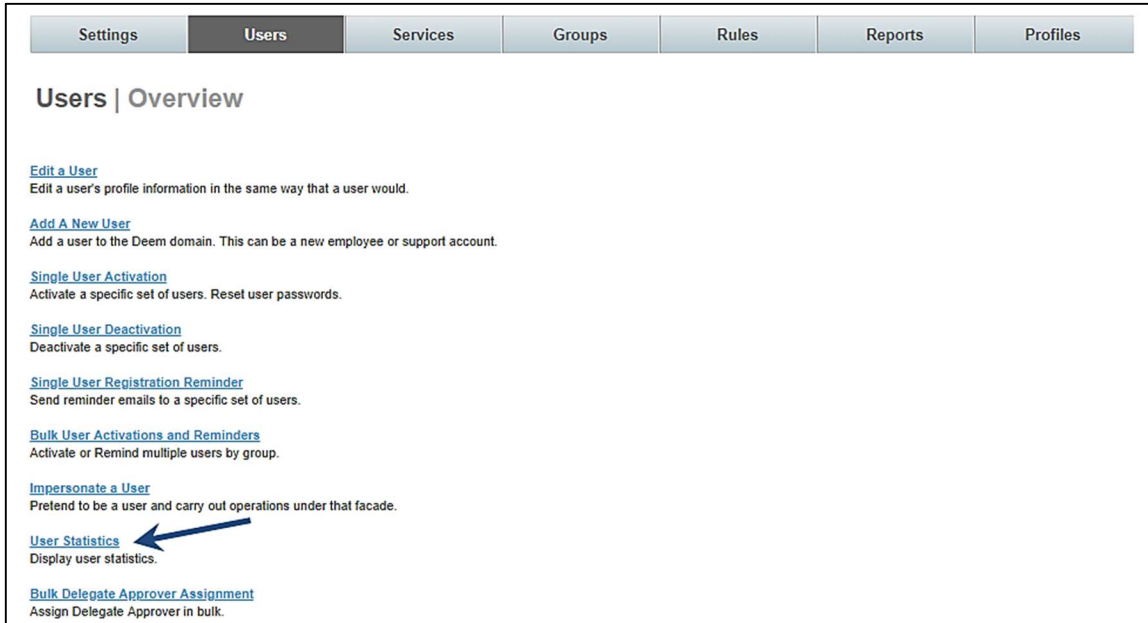 Settings Users Services Groups Rules Reports Profiles
Users | Overview
Edit a User
Edit a user's profile information in the same way that a user would.
Add A New User
Add a user to the Deem domain. This can be a new employee or support account.
Single User Activation
Activate a specific set of users. Reset user passwords.
Single User Deactivation
Deactivate a specific set of users.
Single User Registration Reminder
Send reminder emails to a specific set of users.
Bulk User Activations and Reminders
Activate or Remind multiple users by group.
Impersonate a User
Pretend to be a user and carry out operations under that facade.
User Statistics
Display user statistics.
Bulk Delegate Approver Assignment
Assign Delegate Approver in bulk.